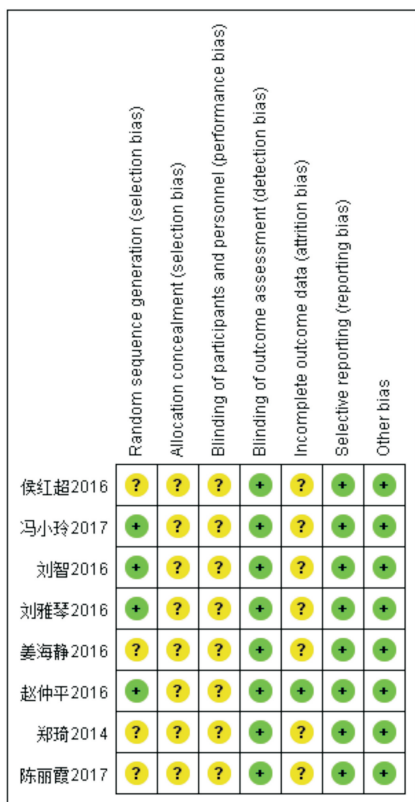 Random sequence generation (selection bias)
Allocation concealment (selection bias)
Blinding of participants and personnel (performance bias)
Blinding of outcome assessment (detection bias)
Incomplete outcome data (attrition bias)
Selective reporting (reporting bias)
Other bias
侯红超2016 ? ? ? + ? + +
冯小玲2017 + ? ? + ? + +
刘智2016 + ? ? + ? + +
刘雅琴2016 + ? ? + ? + +
姜海静2016 ? ? ? + ? + +
赵仲平2016 + ? ? + + + +
郑琦2014 ? ? ? + ? + +
陈丽霞2017 ? ? ? + ? + +